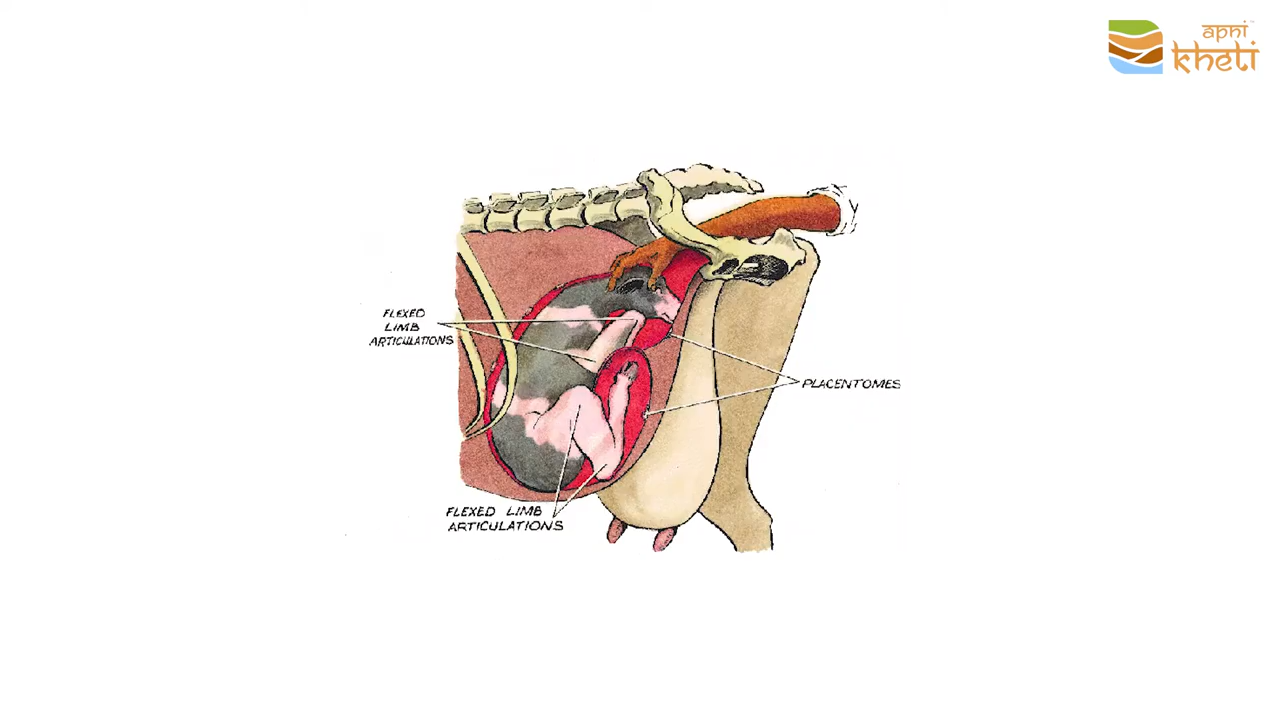 apni
kheti
FLEXED
LIMB
ARTICULATIONS
PLACENTOMES
FLEXED LIMB
ARTICULATIONS